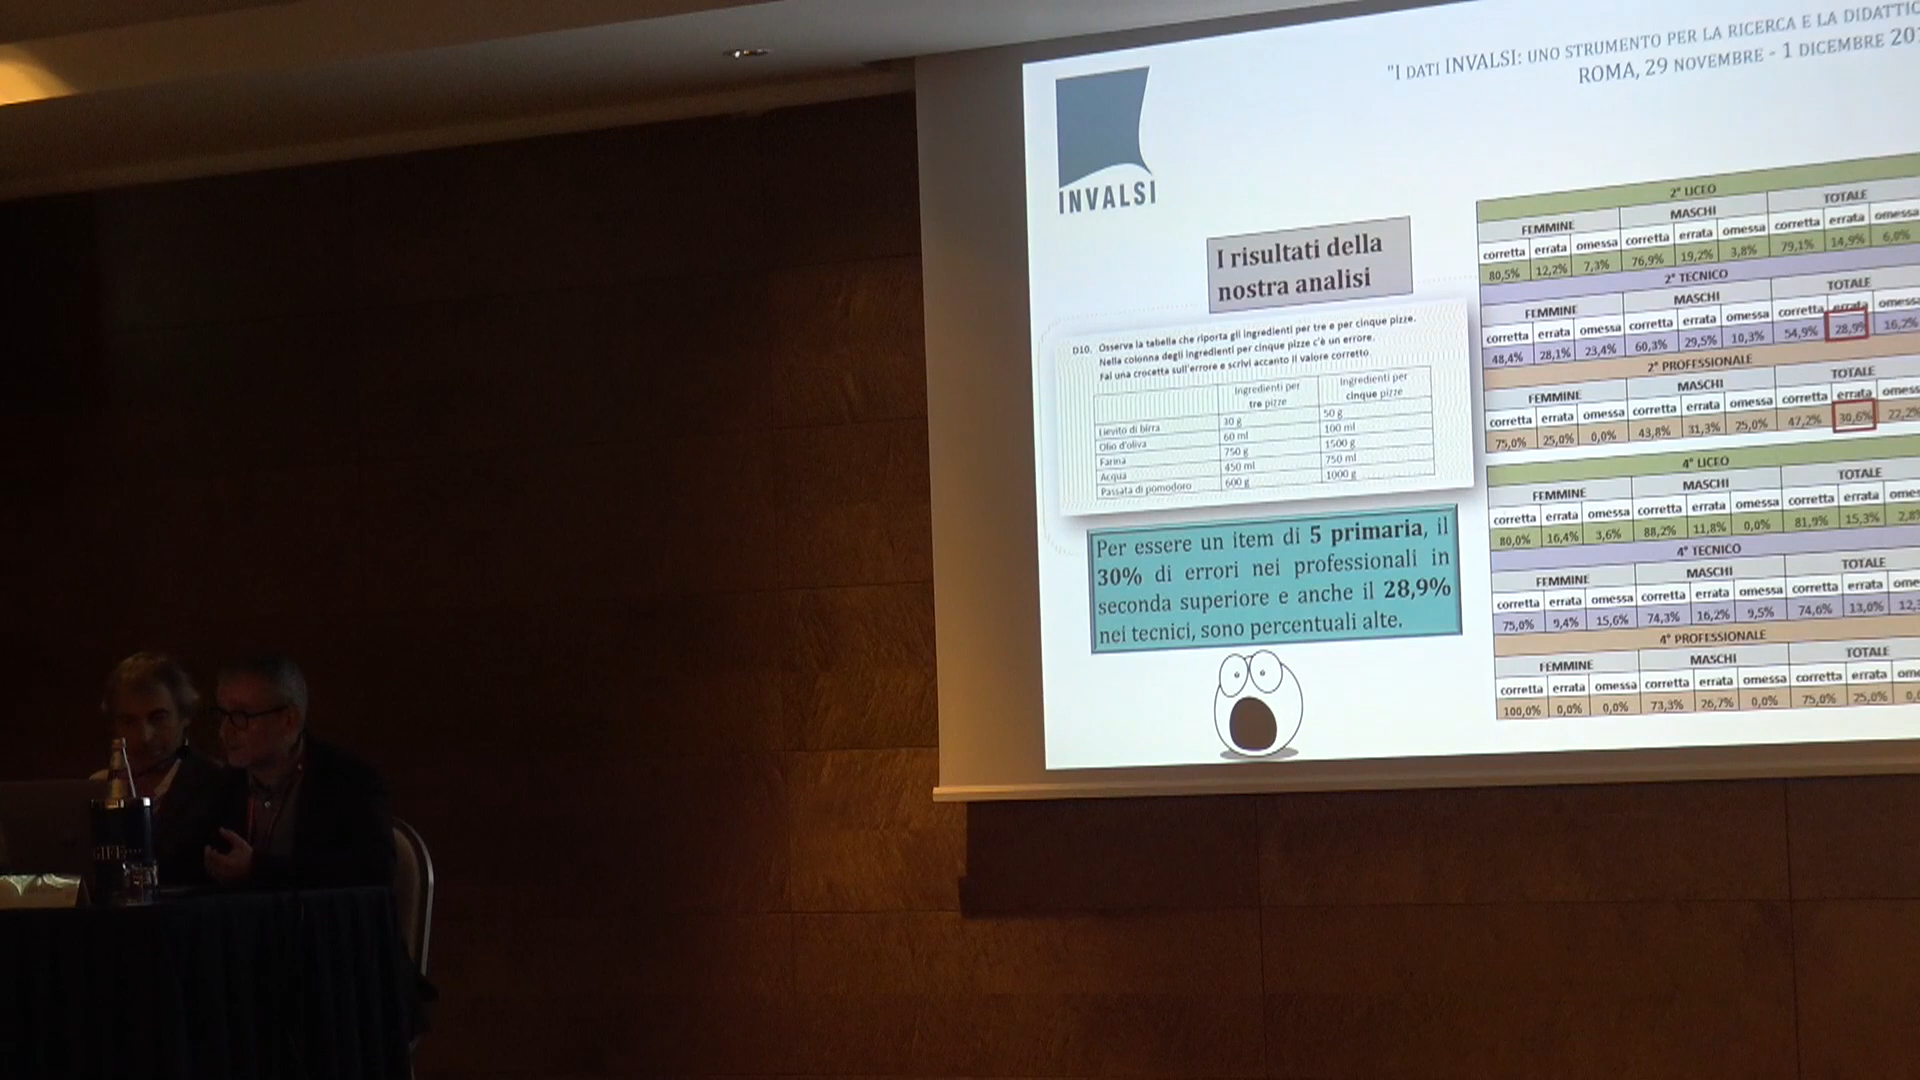 "I DATI INVALSI: UNO STRUMENTO PER LA RICERCA E LA DIDATTIC
ROMA, 29 NOVEMBRE - 1 DICEMBRE 201
INVALSI
I risultati della
nostra analisi
D10. Osserva la tabella che riporta gli ingredienti per tre e per cinque pizze.
Nella colonna degli ingredienti per cinque pizze c'è un errore.
Fai una crocetta sull'errore e scrivi accanto il valore corretto.
Ingredienti per tre pizze Ingredienti per cinque pizze
Lievito di birra 30 g 50 g
Olio d'oliva 60 ml 100 ml
Farina 750 g 1500 g
Acqua 450 ml 750 ml
Passata di pomodoro 600 g 1000 g
Per essere un item di 5 primaria, il
30% di errori nei professionali in
seconda superiore e anche il 28,9%
nei tecnici, sono percentuali alte.
2° LICEO
FEMMINE MASCHI TOTALE
corretta errata omessa corretta errata omessa corretta errata omessa
80,5% 12,2% 7,3% 76,9% 19,2% 3,8% 79,1% 14,9% 6,0%
2° TECNICO
FEMMINE MASCHI TOTALE
corretta errata omessa corretta errata omessa corretta errata omessa
48,4% 28,1% 23,4% 60,3% 29,5% 10,3% 54,9% 28,9% 16,2%
2° PROFESSIONALE
FEMMINE MASCHI TOTALE
corretta errata omessa corretta errata omessa corretta errata omess
75,0% 25,0% 0,0% 43,8% 31,3% 25,0% 47,2% 30,6% 22,2%
4° LICEO
FEMMINE MASCHI TOTALE
corretta errata omessa corretta errata omessa corretta errata omes
80,0% 16,4% 3,6% 88,2% 11,8% 0,0% 81,9% 15,3% 2,8%
4° TECNICO
FEMMINE MASCHI TOTALE
corretta errata omessa corretta errata omessa corretta errata ome
75,0% 9,4% 15,6% 74,3% 16,2% 9,5% 74,6% 13,0% 12,
4° PROFESSIONALE
FEMMINE MASCHI TOTALE
corretta errata omessa corretta errata omessa corretta errata om
100,0% 0,0% 0,0% 73,3% 26,7% 0,0% 75,0% 25,0% 0,